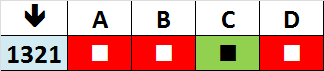 🡻 A B C D
1321 ■ ■ ■ ■